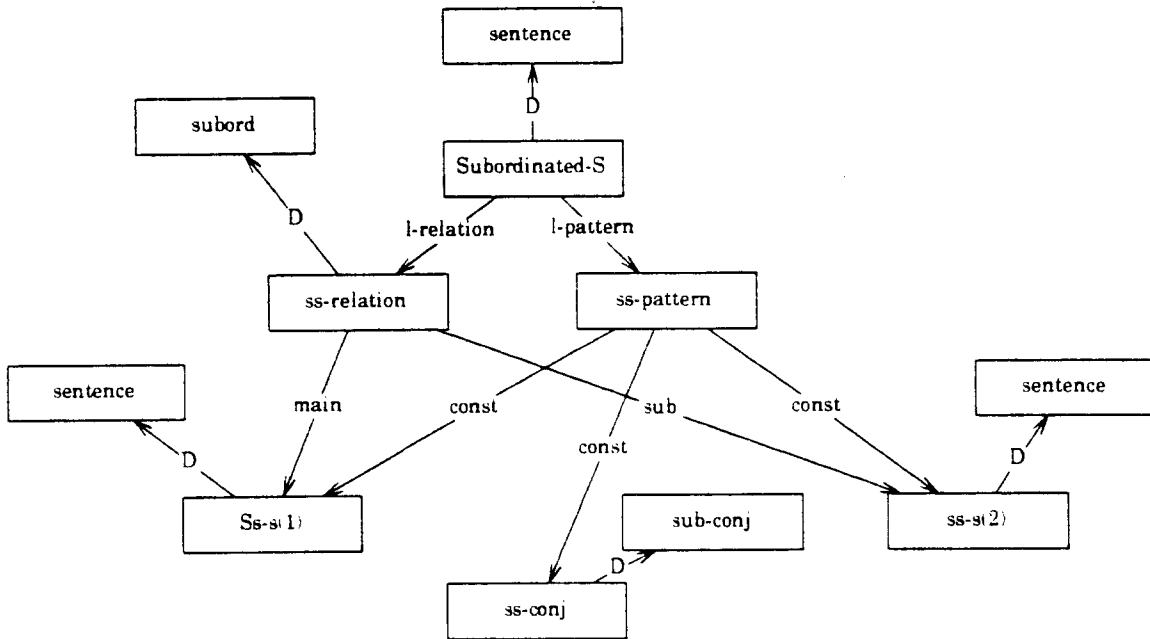 sentence
D
subord
Subordinated-S
D
l-relation
l-pattern
ss-relation
ss-pattern
sentence
sentence
main
const
sub
const
const
D
D
Ss-s(1)
sub-conj
ss-s(2)
D
ss-conj